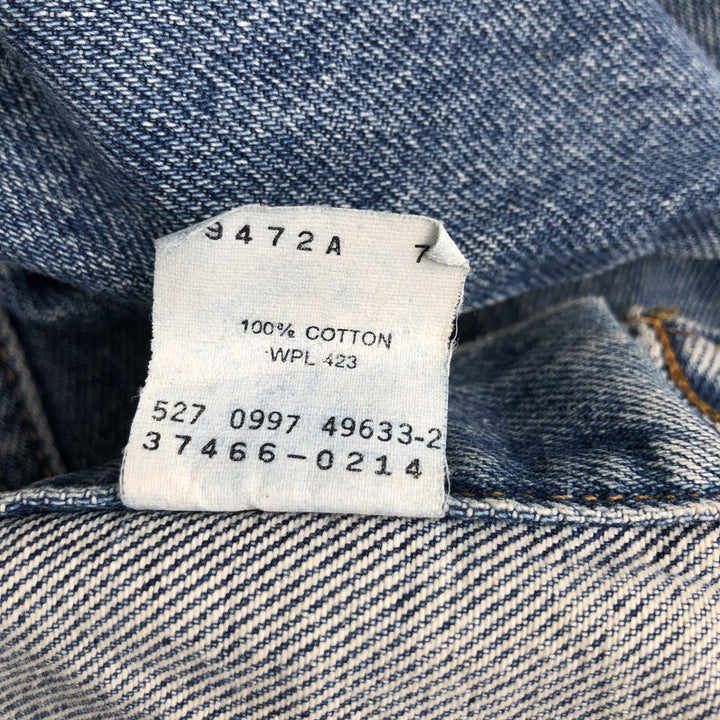 9472A 7
100% COTTON
WPL 423
527 0997 49633-2
37466-0214